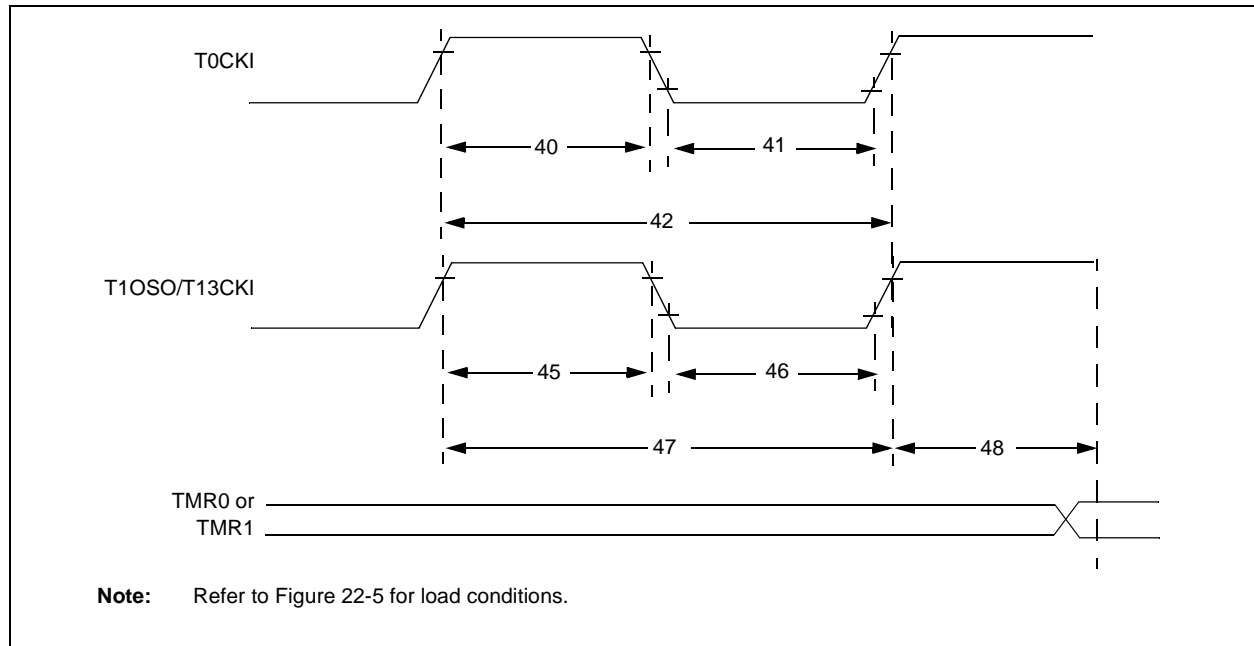 T0CKI
40
41
42
T1OSO/T13CKI
45
46
47
48
TMR0 or
TMR1
Note: Refer to Figure 22-5 for load conditions.